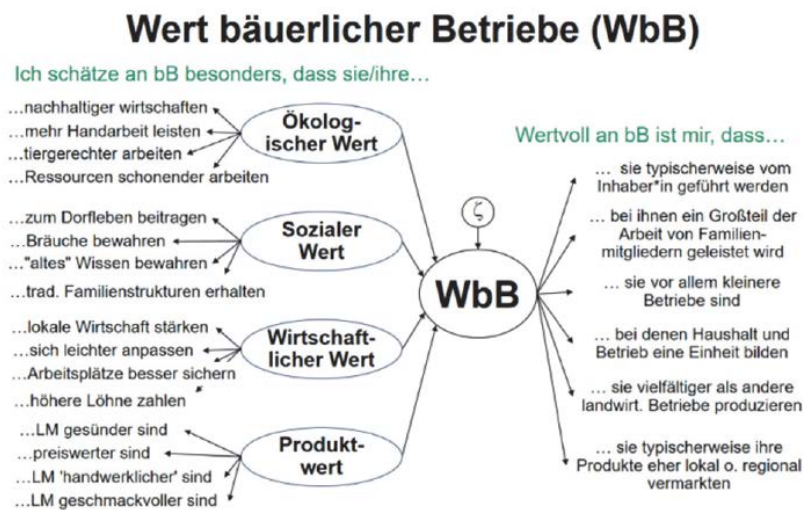 Wert bäuerlicher Betriebe (WbB)
Ich schätze an bB besonders, dass sie/ihre…
…nachhaltiger wirtschaften
…mehr Handarbeit leisten
…tiergerechter arbeiten
…Ressourcen schonender arbeiten
Ökolog-
ischer Wert
…zum Dorfleben beitragen
…Bräuche bewahren
…"altes" Wissen bewahren
…trad. Familienstrukturen erhalten
Sozialer
Wert
…lokale Wirtschaft stärken
…sich leichter anpassen
…Arbeitsplätze besser sichern
…höhere Löhne zahlen
Wirtschaft-
licher Wert
…LM gesünder sind
…preiswerter sind
…LM 'handwerklicher' sind
…LM geschmackvoller sind
Produkt-
wert
ζ
WbB
Wertvoll an bB ist mir, dass…
… sie typischerweise vom
Inhaber*in geführt werden
… bei ihnen ein Großteil der
Arbeit von Familien-
mitgliedern geleistet wird
… sie vor allem kleinere
Betriebe sind
… bei denen Haushalt und
Betrieb eine Einheit bilden
… sie vielfältiger als andere
landwirt. Betriebe produzieren
… sie typischerweise ihre
Produkte eher lokal o. regional
vermarkten